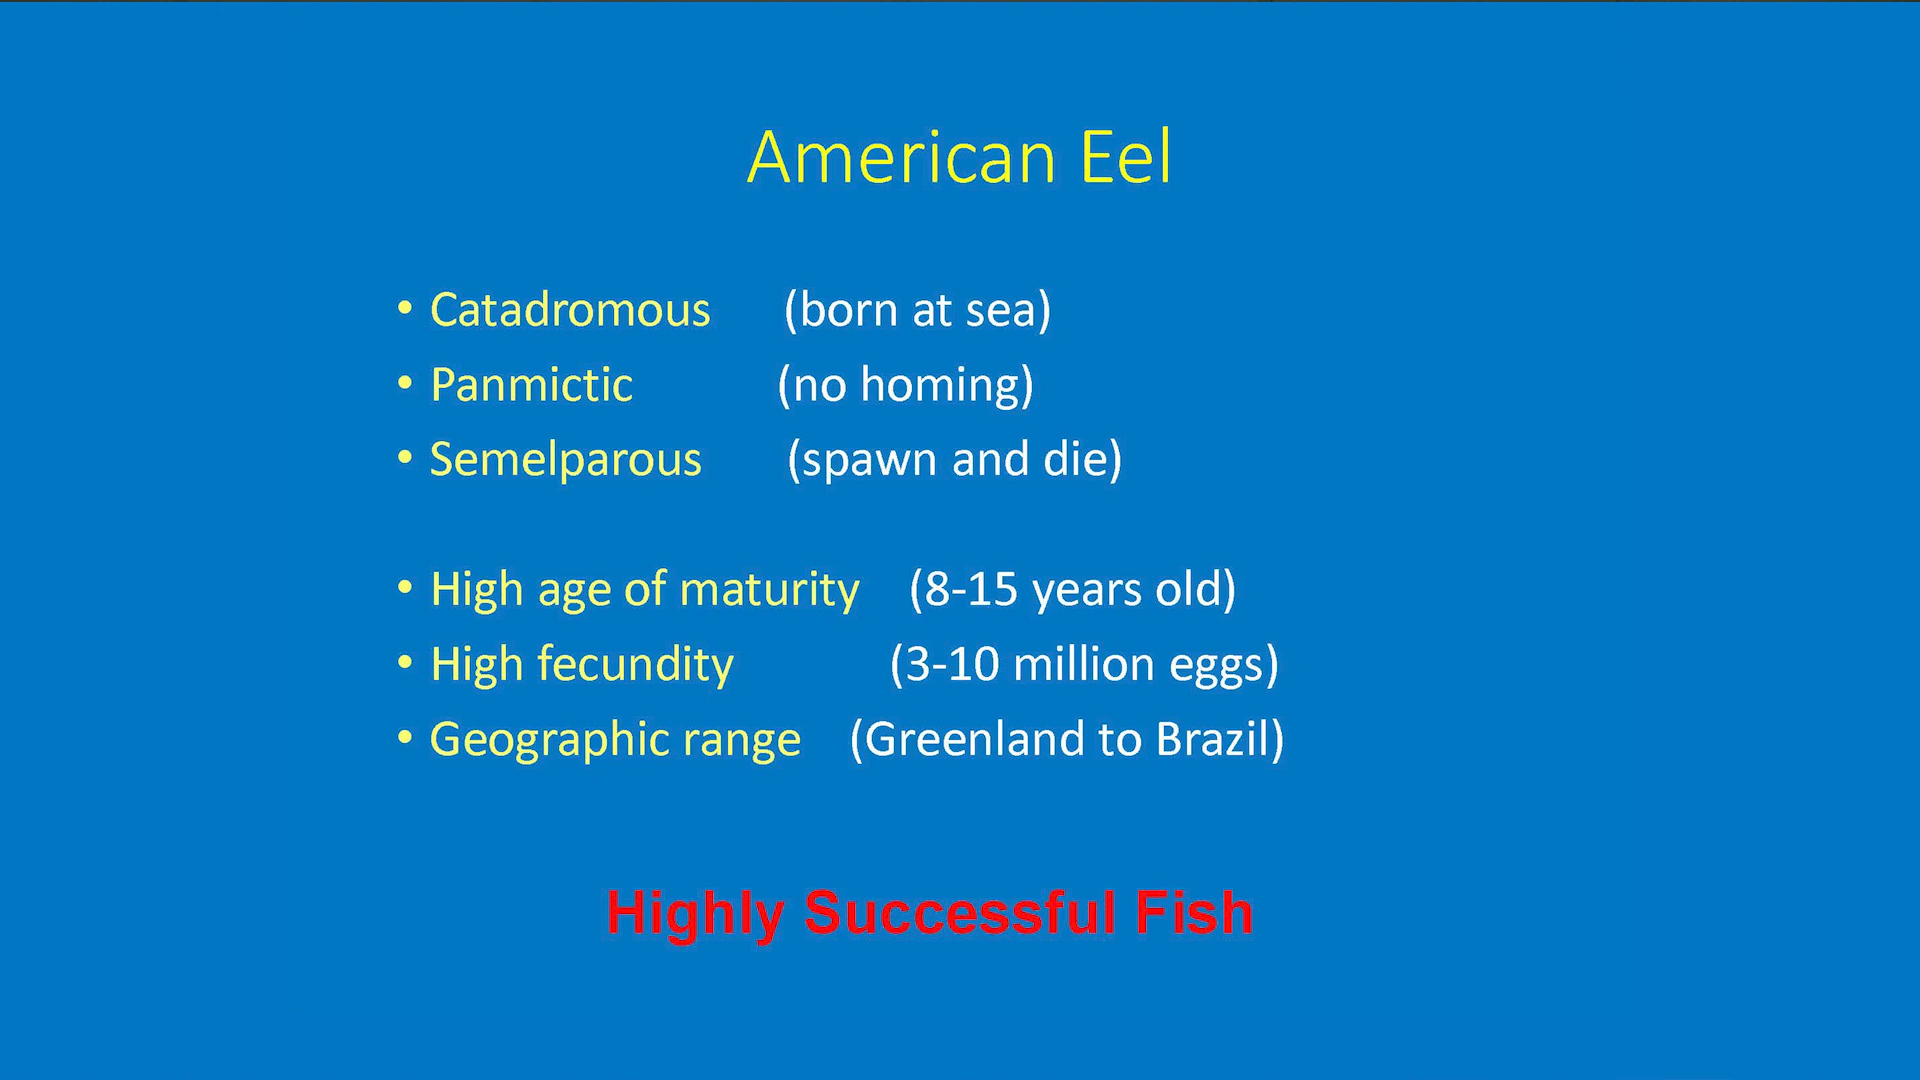 American Eel
• Catadromous (born at sea)
• Panmictic (no homing)
• Semelparous (spawn and die)
• High age of maturity (8-15 years old)
• High fecundity (3-10 million eggs)
• Geographic range (Greenland to Brazil)
Highly Successful Fish